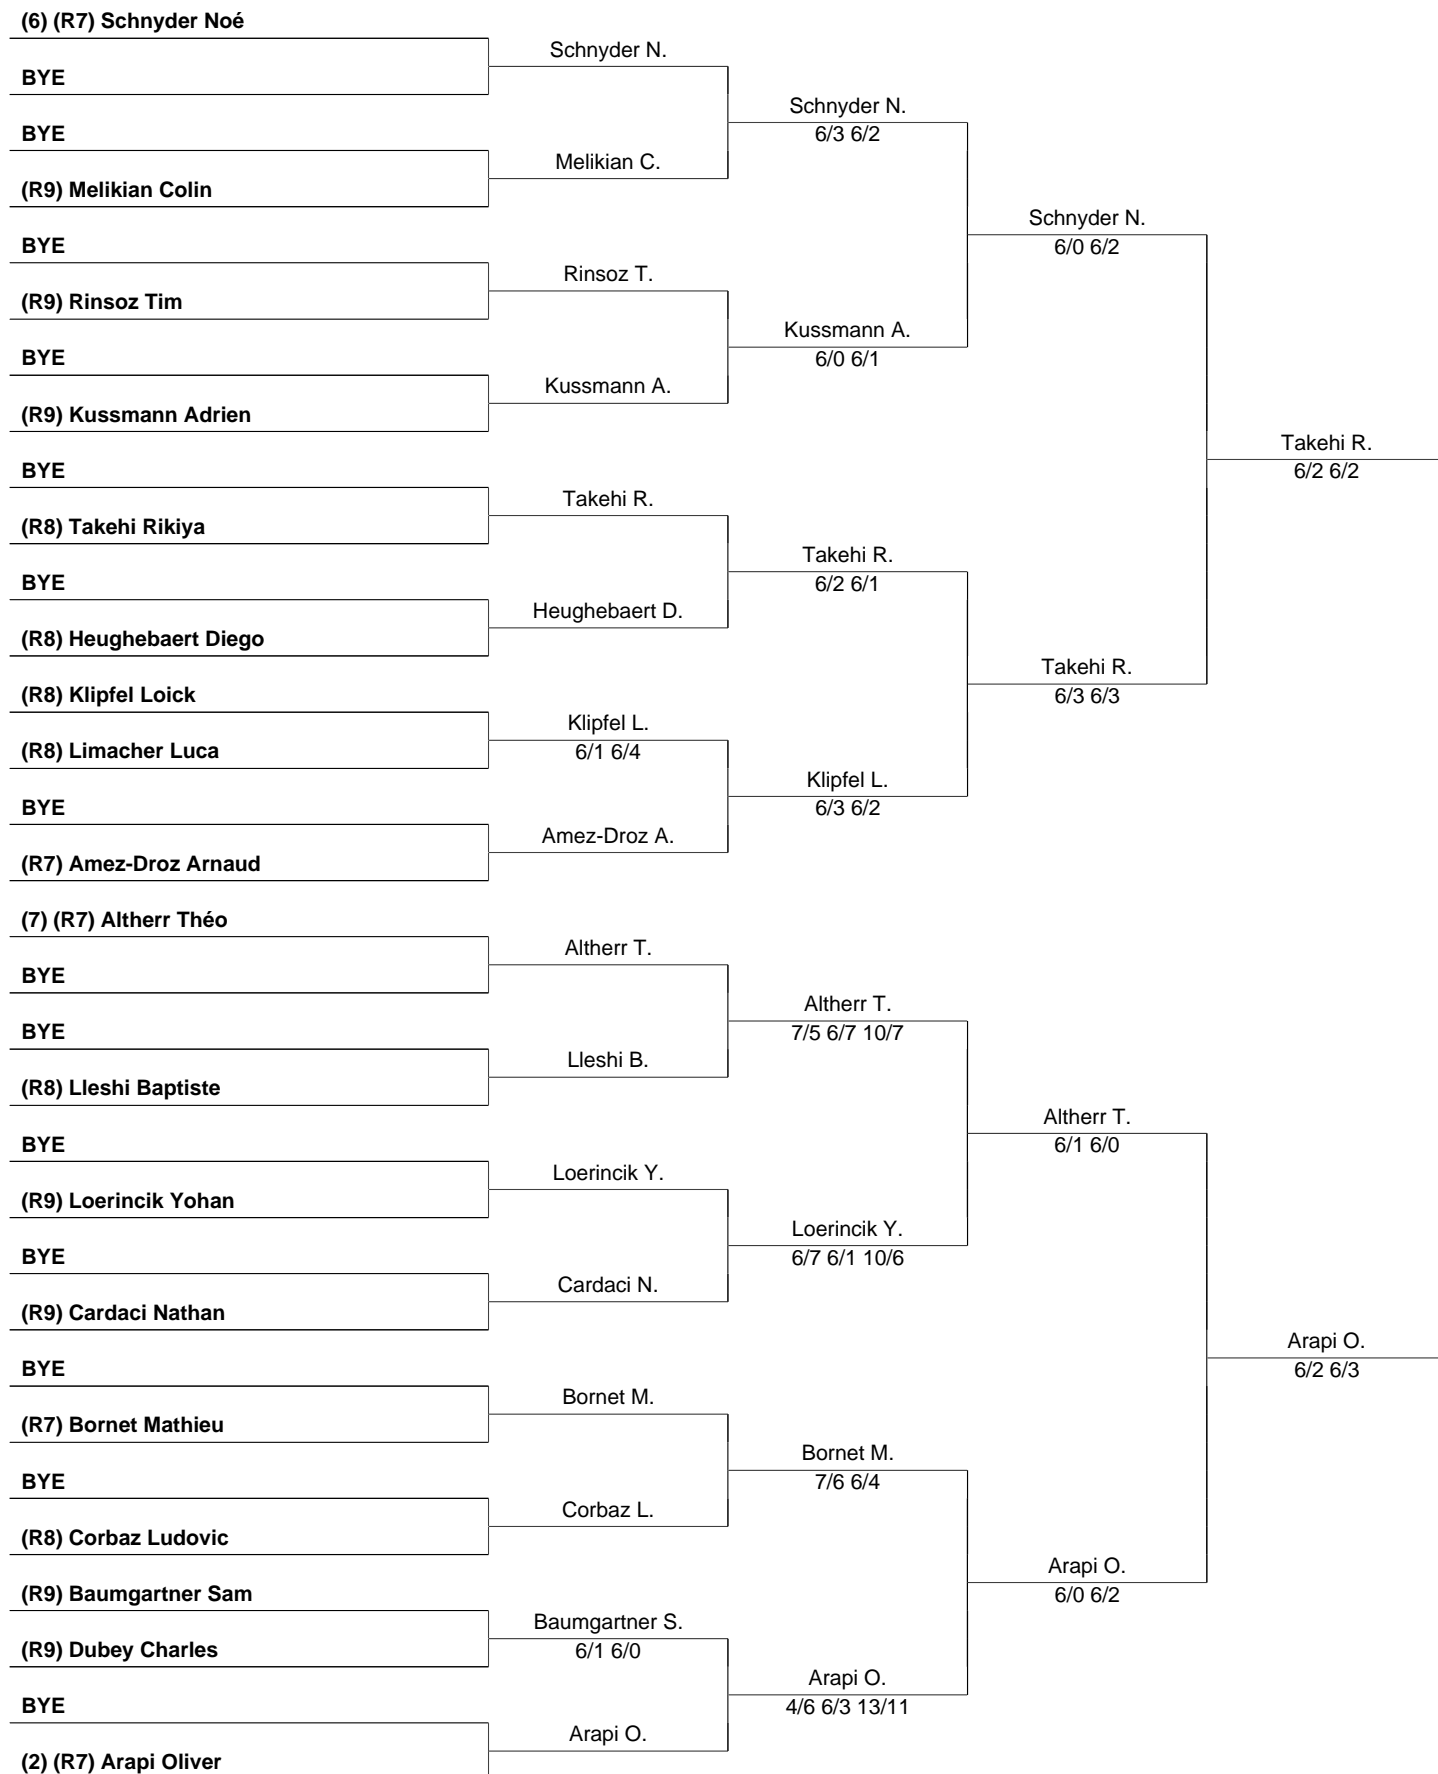 (6) (R7) Schnyder Noé
Schnyder N.
BYE
Schnyder N.
6/3 6/2
BYE
Melikian C.
(R9) Melikian Colin
Schnyder N.
6/0 6/2
BYE
Rinsoz T.
(R9) Rinsoz Tim
Kussmann A.
6/0 6/1
BYE
Kussmann A.
(R9) Kussmann Adrien
Takehi R.
6/2 6/2
BYE
Takehi R.
(R8) Takehi Rikiya
Takehi R.
6/2 6/1
BYE
Heughebaert D.
(R8) Heughebaert Diego
Takehi R.
6/3 6/3
(R8) Klipfel Loick
Klipfel L.
6/1 6/4
(R8) Limacher Luca
Klipfel L.
6/3 6/2
BYE
Amez-Droz A.
(R7) Amez-Droz Arnaud
(7) (R7) Altherr Théo
Altherr T.
BYE
Altherr T.
7/5 6/7 10/7
BYE
Lleshi B.
(R8) Lleshi Baptiste
Altherr T.
6/1 6/0
BYE
Loerincik Y.
(R9) Loerincik Yohan
Loerincik Y.
6/7 6/1 10/6
BYE
Cardaci N.
(R9) Cardaci Nathan
Arapi O.
6/2 6/3
BYE
Bornet M.
(R7) Bornet Mathieu
Bornet M.
7/6 6/4
BYE
Corbaz L.
(R8) Corbaz Ludovic
Arapi O.
6/0 6/2
(R9) Baumgartner Sam
Baumgartner S.
6/1 6/0
(R9) Dubey Charles
Arapi O.
4/6 6/3 13/11
BYE
Arapi O.
(2) (R7) Arapi Oliver